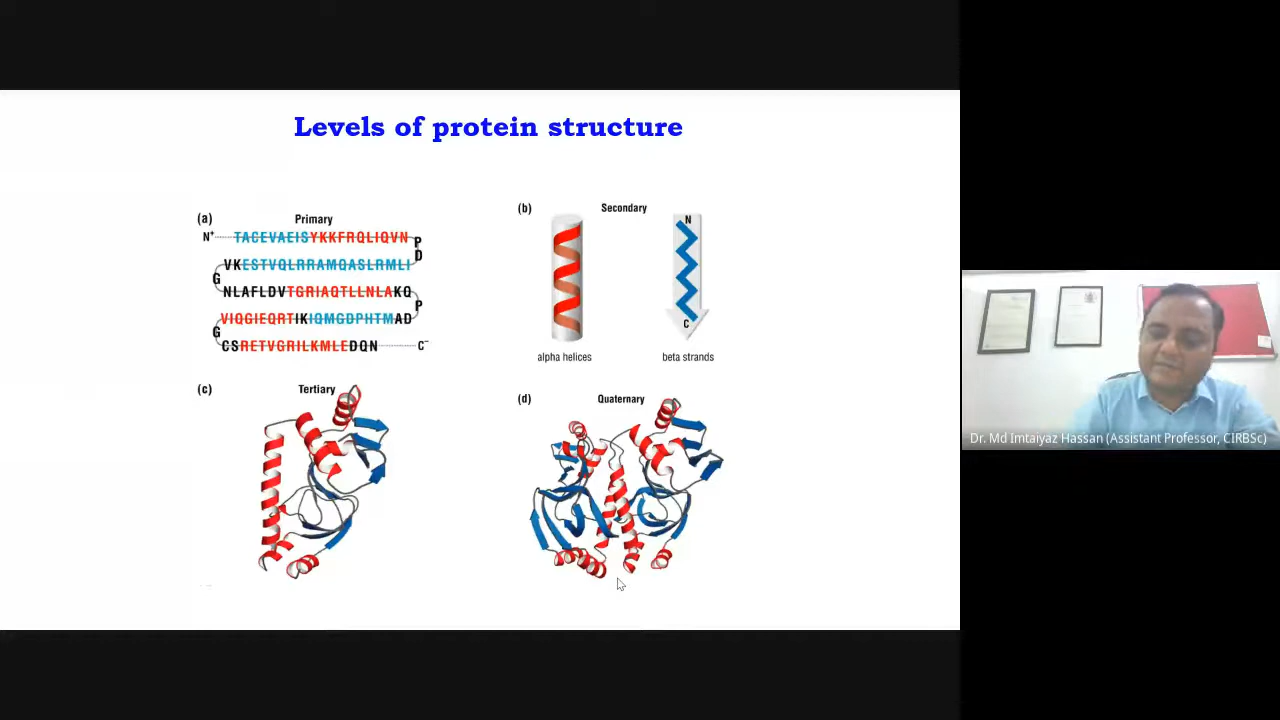 Levels of protein structure
(a) Primary
N⁺ TACEVAEISYKKFRQLIQVN P
D
VKESTVQLRRAMQASLRMLI
G
NLAFLDVTGRIAQTLLNLAKQ
P
VIQGIEQRTIKIQMGDPHTMAD
G
CSRETVGRILKMLEDQN C⁻
(b) Secondary
N
C
alpha helices beta strands
(c) Tertiary
(d) Quaternary
Dr. Md Imtaiyaz Hassan (Assistant Professor, CIRBSc)